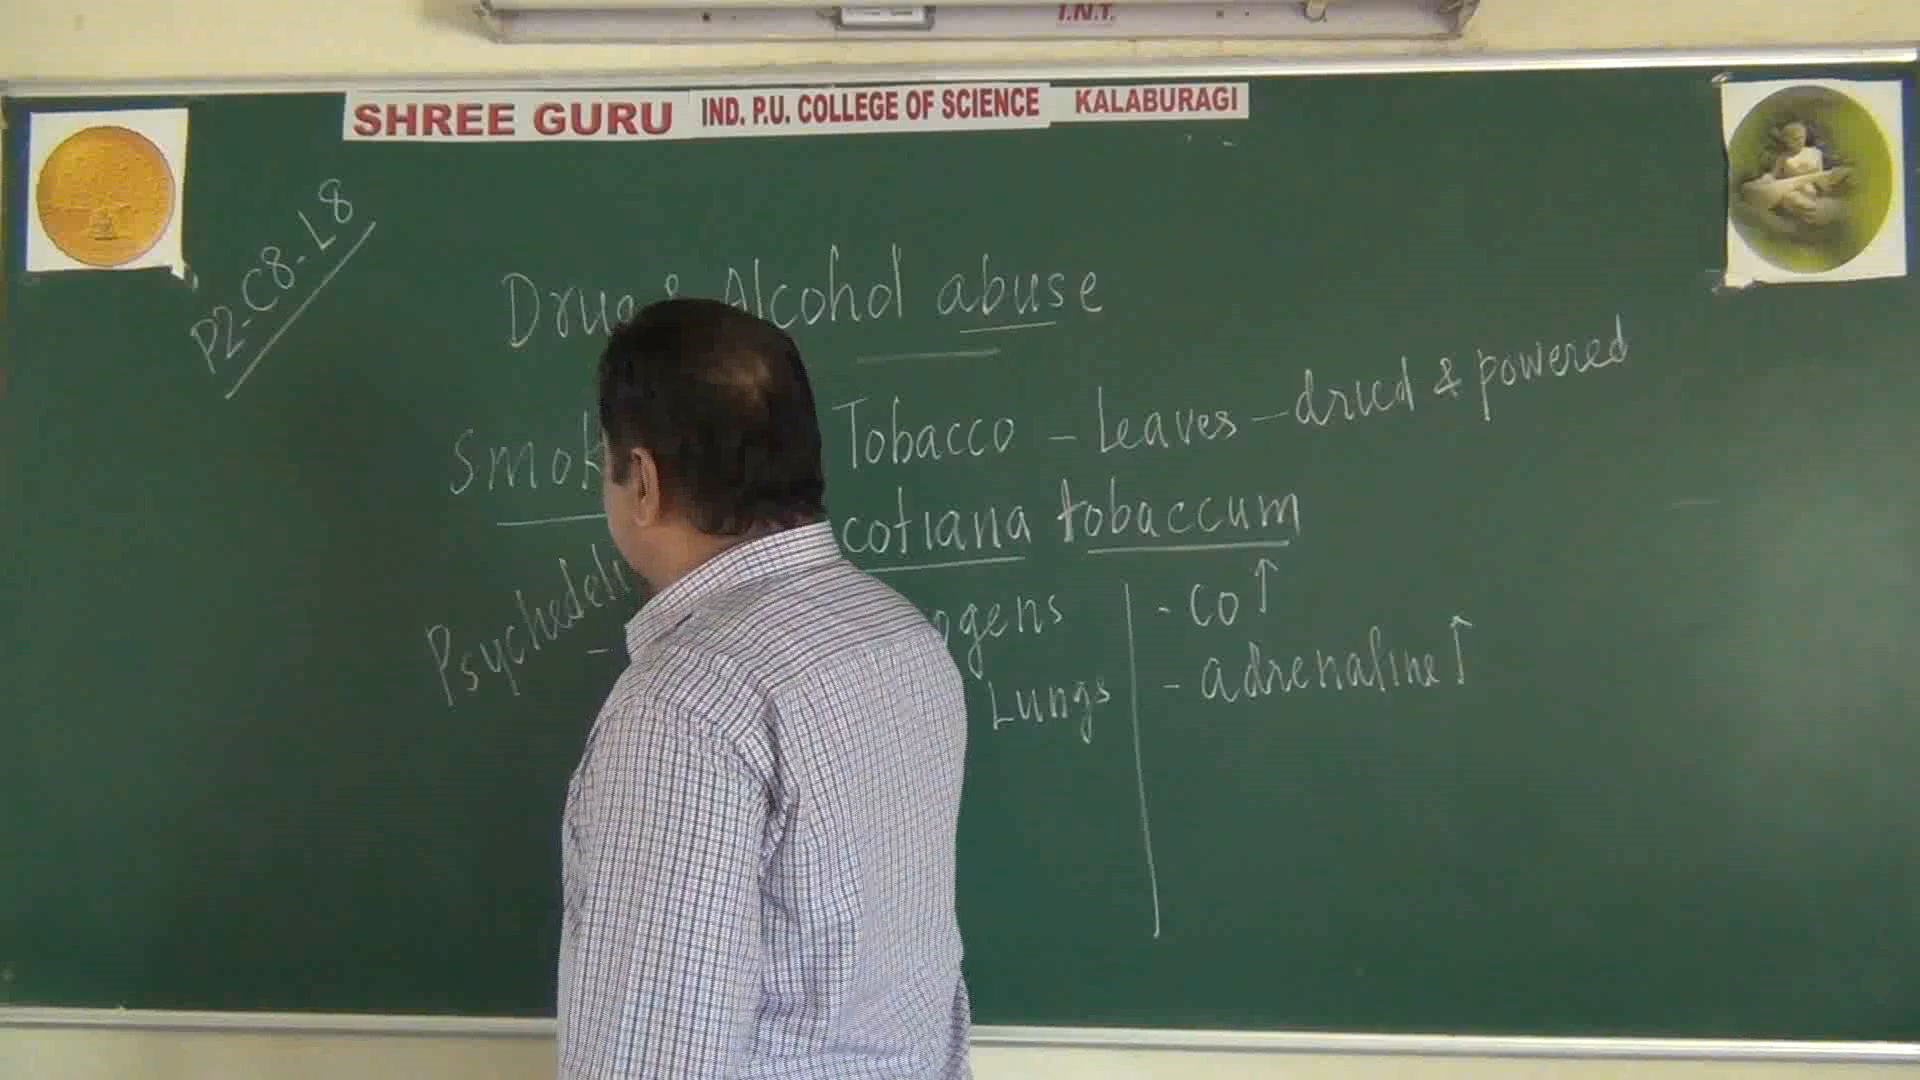 I.N.T.
SHREE GURU IND. P.U. COLLEGE OF SCIENCE KALABURAGI
P2-C8-L8
Drug & Alcohol abuse
Smok Tobacco - Leaves - dried & powered
cotiana tobaccum
Psychedeli ogens - CO↑
Lungs - adrenaline↑